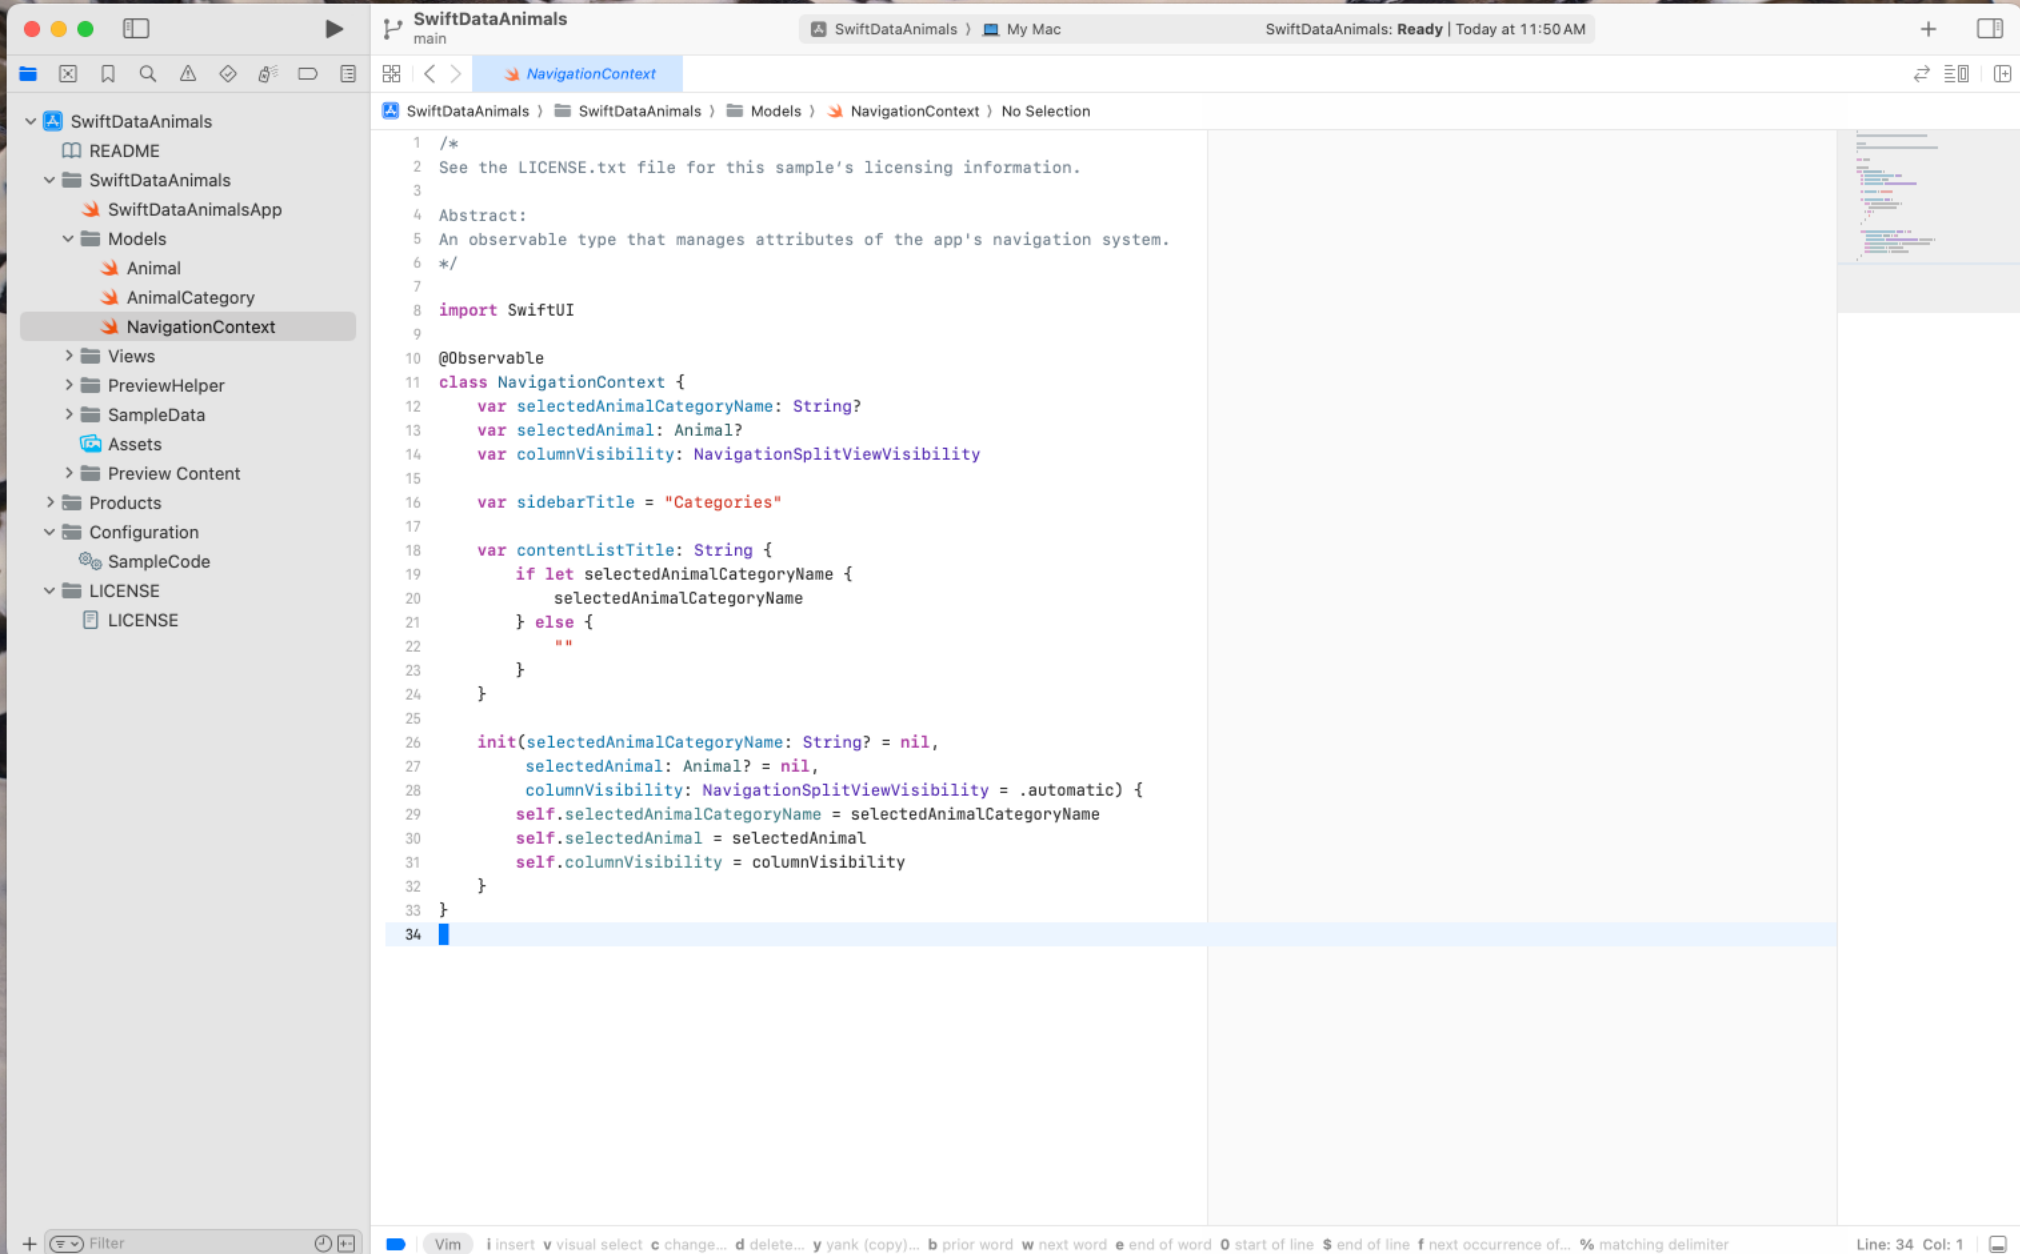 SwiftDataAnimals
main
SwiftDataAnimals ⟩ My Mac
SwiftDataAnimals: Ready | Today at 11:50 AM
NavigationContext
SwiftDataAnimals ⟩ SwiftDataAnimals ⟩ Models ⟩ NavigationContext ⟩ No Selection
SwiftDataAnimals
README
SwiftDataAnimals
SwiftDataAnimalsApp
Models
Animal
AnimalCategory
NavigationContext
Views
PreviewHelper
SampleData
Assets
Preview Content
Products
Configuration
SampleCode
LICENSE
LICENSE
Filter
1 /*
2 See the LICENSE.txt file for this sample’s licensing information.
3
4 Abstract:
5 An observable type that manages attributes of the app's navigation system.
6 */
7
8 import SwiftUI
9
10 @Observable
11 class NavigationContext {
12     var selectedAnimalCategoryName: String?
13     var selectedAnimal: Animal?
14     var columnVisibility: NavigationSplitViewVisibility
15
16     var sidebarTitle = "Categories"
17
18     var contentListTitle: String {
19         if let selectedAnimalCategoryName {
20             selectedAnimalCategoryName
21         } else {
22             ""
23         }
24     }
25
26     init(selectedAnimalCategoryName: String? = nil,
27          selectedAnimal: Animal? = nil,
28          columnVisibility: NavigationSplitViewVisibility = .automatic) {
29         self.selectedAnimalCategoryName = selectedAnimalCategoryName
30         self.selectedAnimal = selectedAnimal
31         self.columnVisibility = columnVisibility
32     }
33 }
34
Vim i insert v visual select c change... d delete... y yank (copy)... b prior word w next word e end of word 0 start of line $ end of line f next occurrence of... % matching delimiter
Line: 34 Col: 1